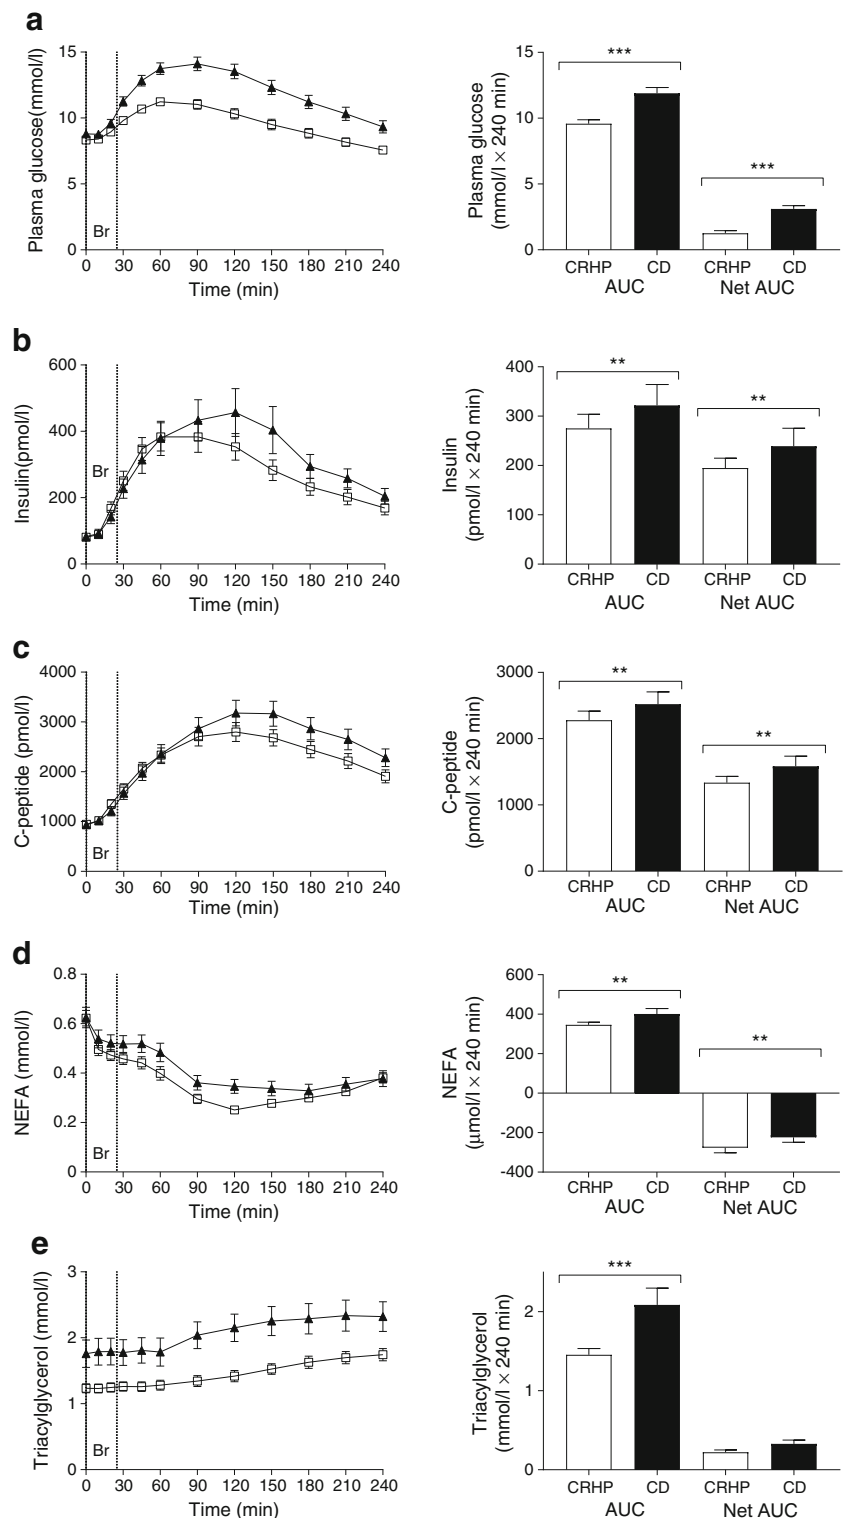 a
Plasma glucose(mmol/l)
15
10
5
0
Br
0 30 60 90 120 150 180 210 240
Time (min)
Plasma glucose
(mmol/l × 240 min)
15
10
5
0
***
***
CRHP CD CRHP CD
AUC Net AUC
b
Insulin(pmol/l)
600
400
200
0
Br
0 30 60 90 120 150 180 210 240
Time (min)
Insulin
(pmol/l × 240 min)
400
300
200
100
0
**
**
CRHP CD CRHP CD
AUC Net AUC
c
C-peptide (pmol/l)
4000
3000
2000
1000
0
Br
0 30 60 90 120 150 180 210 240
Time (min)
C-peptide
(pmol/l × 240 min)
3000
2000
1000
0
**
**
CRHP CD CRHP CD
AUC Net AUC
d
NEFA (mmol/l)
0.8
0.6
0.4
0.2
0
Br
0 30 60 90 120 150 180 210 240
Time (min)
NEFA
(μmol/l × 240 min)
600
400
200
0
-200
-400
**
**
CRHP CD CRHP CD
AUC Net AUC
e
Triacylglycerol (mmol/l)
3
2
1
0
Br
0 30 60 90 120 150 180 210 240
Time (min)
Triacylglycerol
(mmol/l × 240 min)
2
1
0
***
CRHP CD CRHP CD
AUC Net AUC